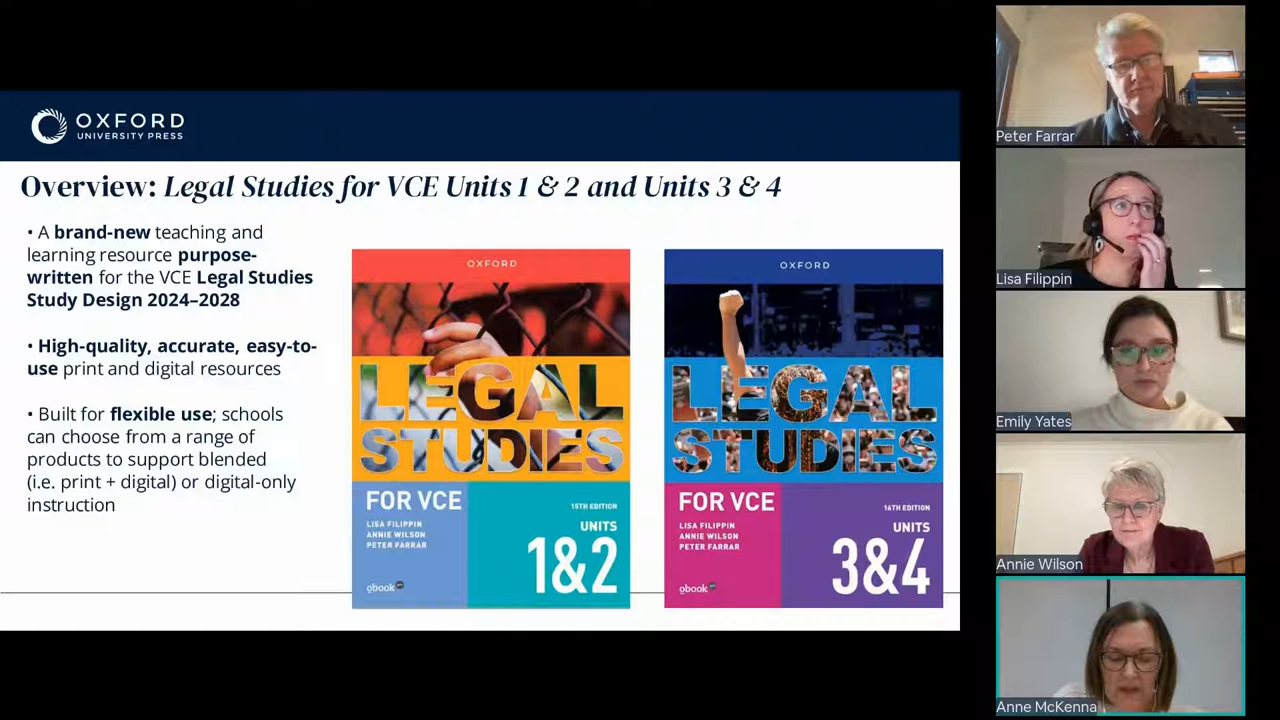 OXFORD
UNIVERSITY PRESS
Overview: Legal Studies for VCE Units 1 & 2 and Units 3 & 4
• A brand-new teaching and
learning resource purpose-
written for the VCE Legal Studies
Study Design 2024–2028
• High-quality, accurate, easy-to-
use print and digital resources
• Built for flexible use; schools
can choose from a range of
products to support blended
(i.e. print + digital) or digital-only
instruction
OXFORD
LEGAL
STUDIES
FOR VCE
LISA FILIPPIN
ANNIE WILSON
PETER FARRAR
15TH EDITION
UNITS
1&2
obook
OXFORD
LEGAL
STUDIES
FOR VCE
LISA FILIPPIN
ANNIE WILSON
PETER FARRAR
16TH EDITION
UNITS
3&4
obook
Peter Farrar
Lisa Filippin
Emily Yates
Annie Wilson
Anne McKenna